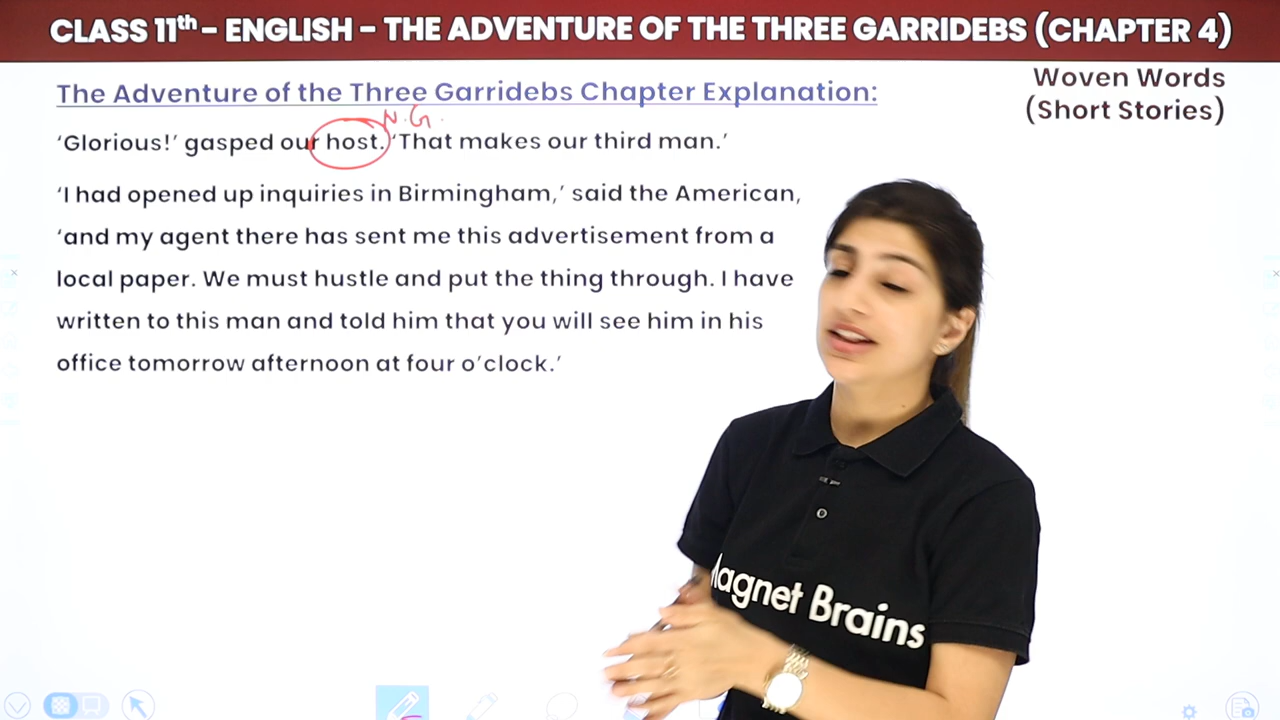 CLASS 11th – ENGLISH – THE ADVENTURE OF THE THREE GARRIDEBS (CHAPTER 4)
Woven Words
(Short Stories)
The Adventure of the Three Garridebs Chapter Explanation:
N.G.
‘Glorious!’ gasped our host. ‘That makes our third man.’
‘I had opened up inquiries in Birmingham,’ said the American,
‘and my agent there has sent me this advertisement from a
local paper. We must hustle and put the thing through. I have
written to this man and told him that you will see him in his
office tomorrow afternoon at four o’clock.’
Magnet Brains